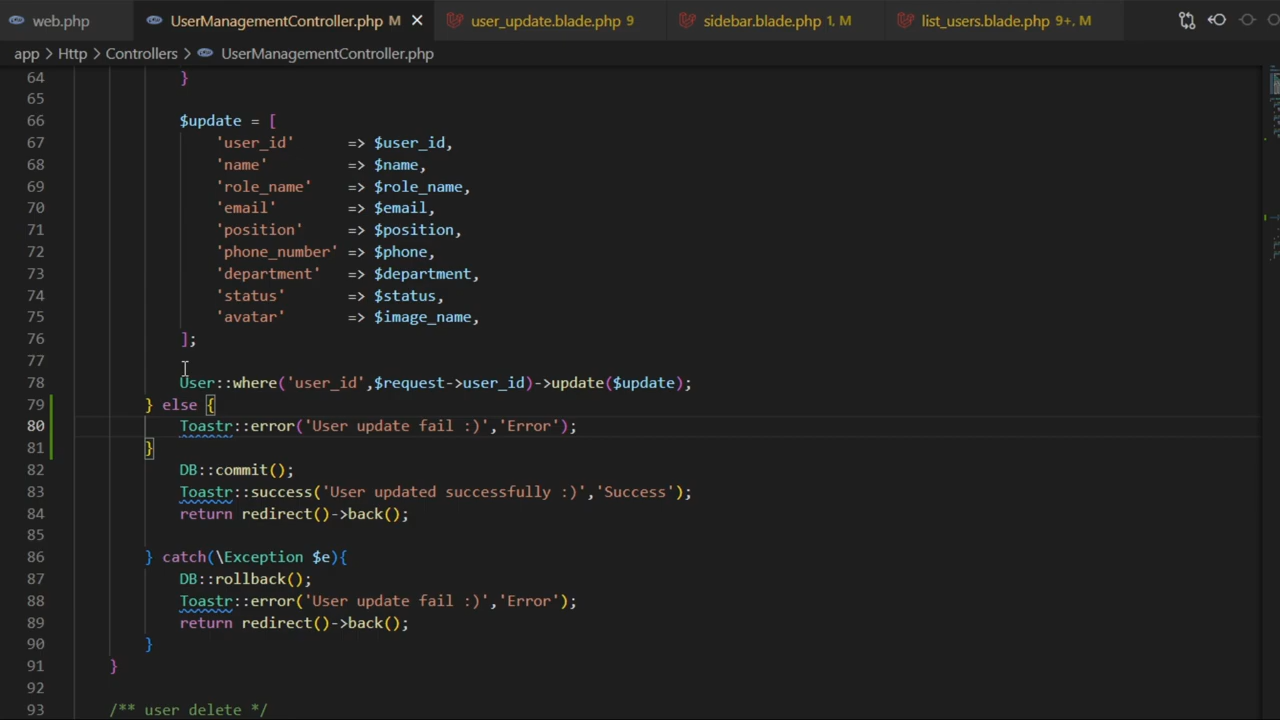 web.php UserManagementController.php M user_update.blade.php 9 sidebar.blade.php 1, M list_users.blade.php 9+, M
app > Http > Controllers > UserManagementController.php
64 }
65
66 $update = [
67 'user_id' => $user_id,
68 'name' => $name,
69 'role_name' => $role_name,
70 'email' => $email,
71 'position' => $position,
72 'phone_number' => $phone,
73 'department' => $department,
74 'status' => $status,
75 'avatar' => $image_name,
76 ];
77
78 User::where('user_id',$request->user_id)->update($update);
79 } else {
80 Toastr::error('User update fail :)','Error');
81 }
82 DB::commit();
83 Toastr::success('User updated successfully :)','Success');
84 return redirect()->back();
85
86 } catch(\Exception $e){
87 DB::rollback();
88 Toastr::error('User update fail :)','Error');
89 return redirect()->back();
90 }
91 }
92
93 /** user delete */